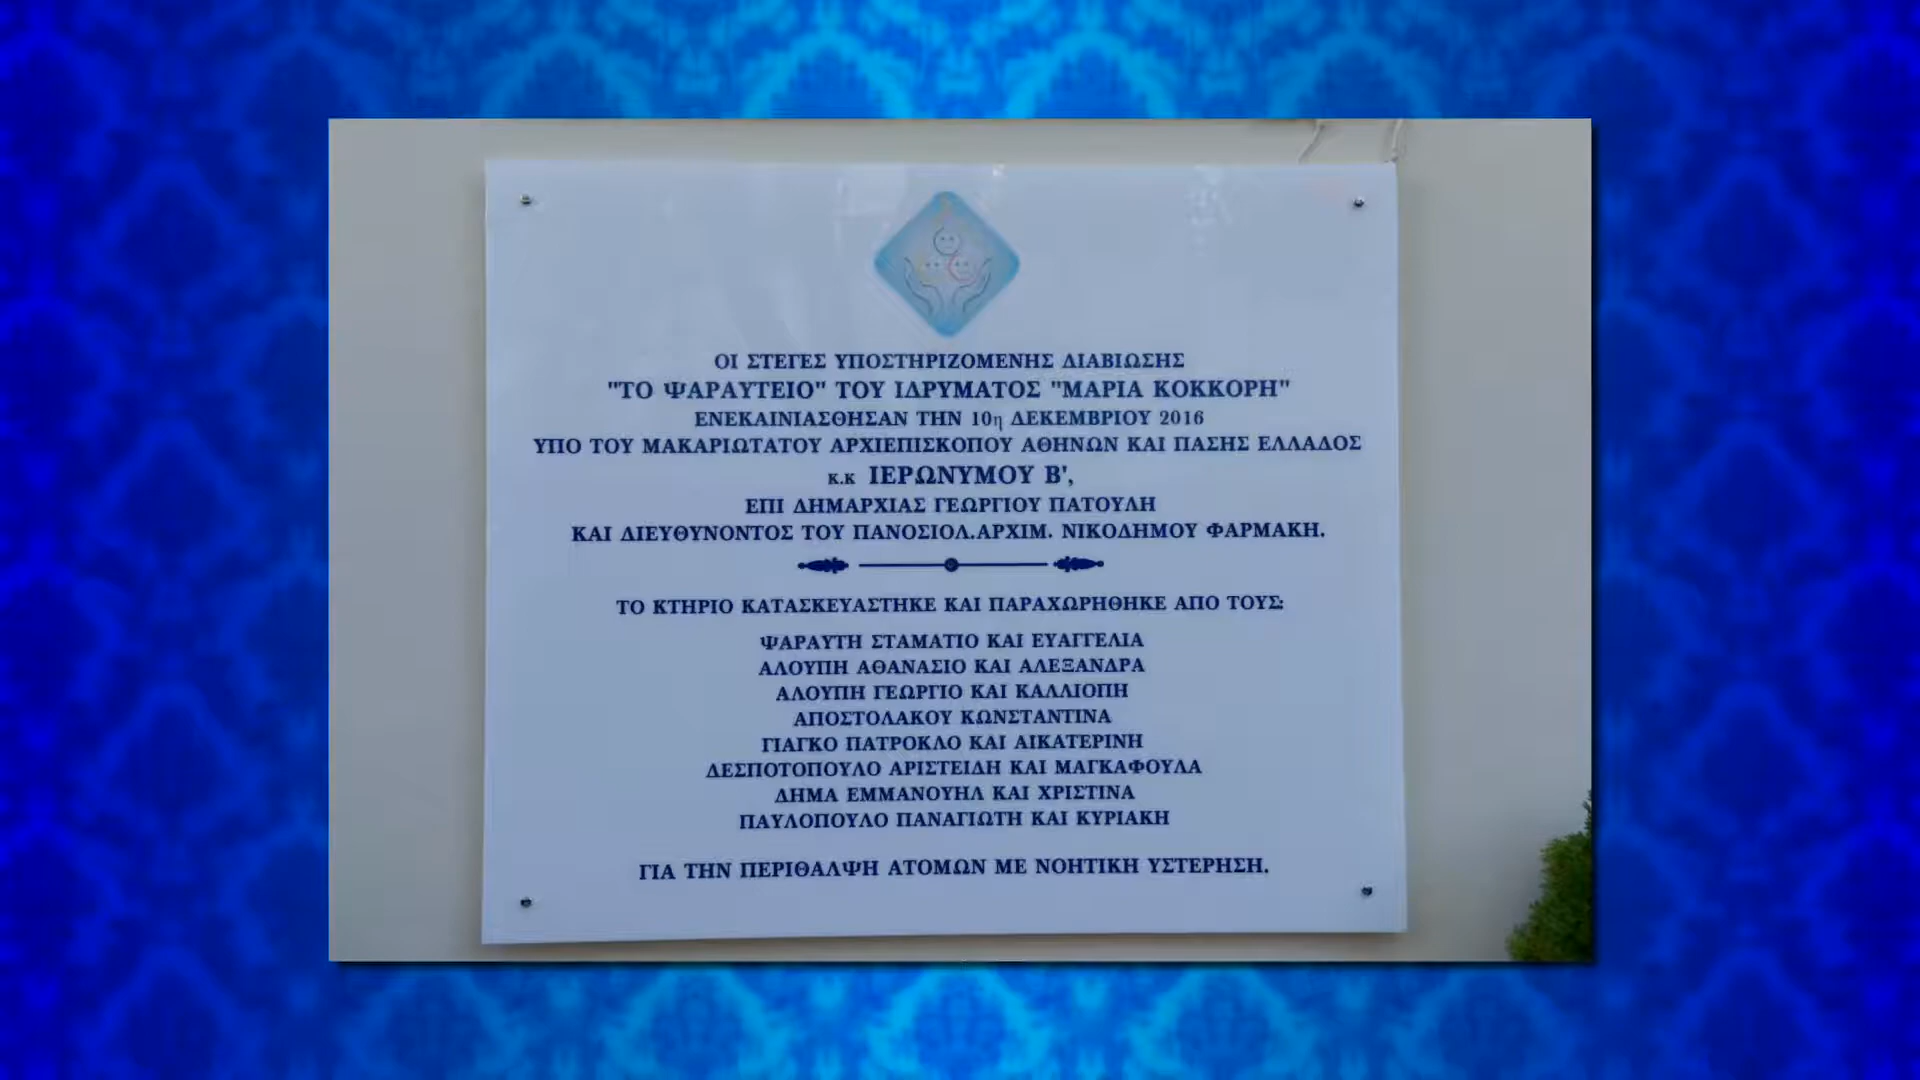 ΟΙ ΣΤΕΓΕΣ ΥΠΟΣΤΗΡΙΖΟΜΕΝΗΣ ΔΙΑΒΙΩΣΗΣ
"ΤΟ ΨΑΡΑΥΤΕΙΟ" ΤΟΥ ΙΔΡΥΜΑΤΟΣ "ΜΑΡΙΑ ΚΟΚΚΟΡΗ"
ΕΝΕΚΑΙΝΙΑΣΘΗΣΑΝ ΤΗΝ 10η ΔΕΚΕΜΒΡΙΟΥ 2016
ΥΠΟ ΤΟΥ ΜΑΚΑΡΙΩΤΑΤΟΥ ΑΡΧΙΕΠΙΣΚΟΠΟΥ ΑΘΗΝΩΝ ΚΑΙ ΠΑΣΗΣ ΕΛΛΑΔΟΣ
κ.κ ΙΕΡΩΝΥΜΟΥ Β',
ΕΠΙ ΔΗΜΑΡΧΙΑΣ ΓΕΩΡΓΙΟΥ ΠΑΤΟΥΛΗ
ΚΑΙ ΔΙΕΥΘΥΝΟΝΤΟΣ ΤΟΥ ΠΑΝΟΣΙΟΛ.ΑΡΧΙΜ. ΝΙΚΟΔΗΜΟΥ ΦΑΡΜΑΚΗ.
ΤΟ ΚΤΗΡΙΟ ΚΑΤΑΣΚΕΥΑΣΤΗΚΕ ΚΑΙ ΠΑΡΑΧΩΡΗΘΗΚΕ ΑΠΟ ΤΟΥΣ:
ΨΑΡΑΥΤΗ ΣΤΑΜΑΤΙΟ ΚΑΙ ΕΥΑΓΓΕΛΙΑ
ΑΛΟΥΠΗ ΑΘΑΝΑΣΙΟ ΚΑΙ ΑΛΕΞΑΝΔΡΑ
ΑΛΟΥΠΗ ΓΕΩΡΓΙΟ ΚΑΙ ΚΑΛΛΙΟΠΗ
ΑΠΟΣΤΟΛΑΚΟΥ ΚΩΝΣΤΑΝΤΙΝΑ
ΓΙΑΓΚΟ ΠΑΤΡΟΚΛΟ ΚΑΙ ΑΙΚΑΤΕΡΙΝΗ
ΔΕΣΠΟΤΟΠΟΥΛΟ ΑΡΙΣΤΕΙΔΗ ΚΑΙ ΜΑΓΚΑΦΟΥΛΑ
ΔΗΜΑ ΕΜΜΑΝΟΥΗΛ ΚΑΙ ΧΡΙΣΤΙΝΑ
ΠΑΥΛΟΠΟΥΛΟ ΠΑΝΑΓΙΩΤΗ ΚΑΙ ΚΥΡΙΑΚΗ
ΓΙΑ ΤΗΝ ΠΕΡΙΘΑΛΨΗ ΑΤΟΜΩΝ ΜΕ ΝΟΗΤΙΚΗ ΥΣΤΕΡΗΣΗ.